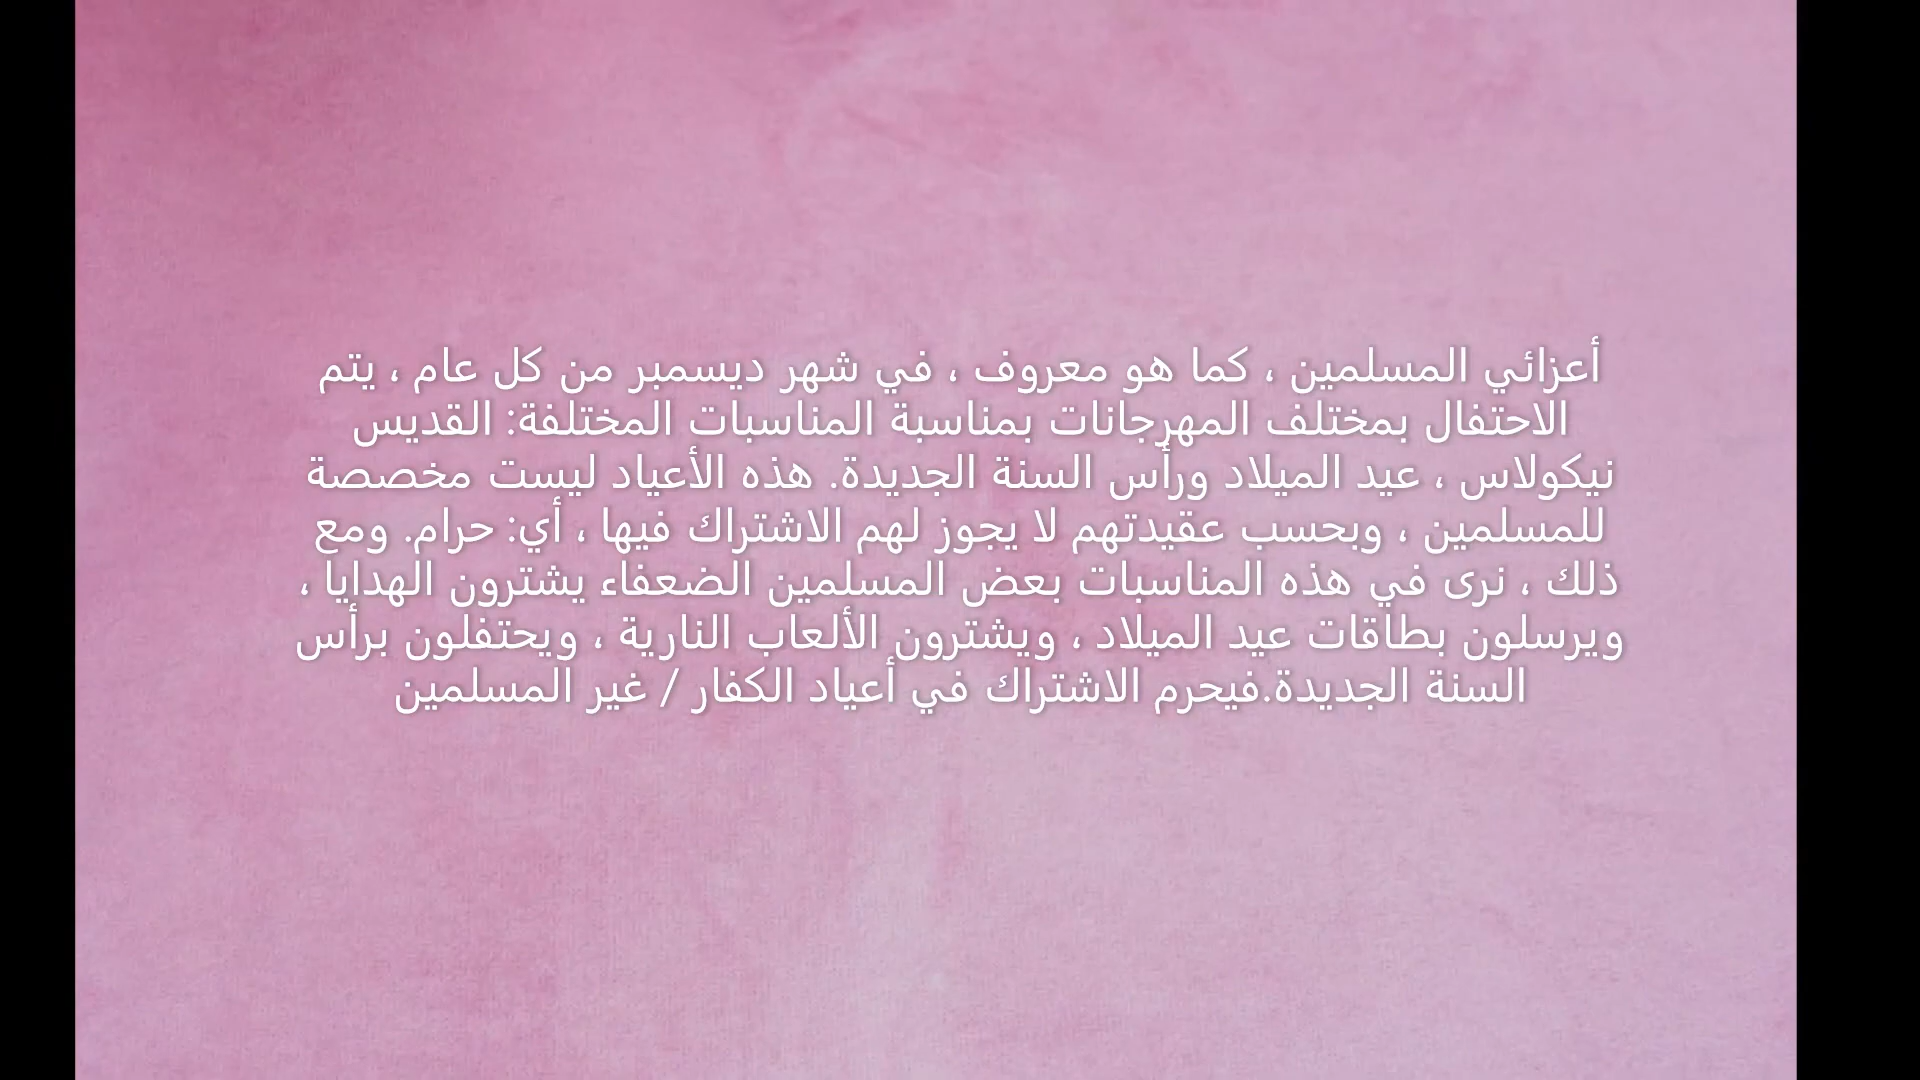 أعزائي المسلمين ، كما هو معروف ، في شهر ديسمبر من كل عام ، يتم
الاحتفال بمختلف المهرجانات بمناسبة المناسبات المختلفة: القديس
نيكولاس ، عيد الميلاد ورأس السنة الجديدة. هذه الأعياد ليست مخصصة
للمسلمين ، وبحسب عقيدتهم لا يجوز لهم الاشتراك فيها ، أي: حرام. ومع
ذلك ، نرى في هذه المناسبات بعض المسلمين الضعفاء يشترون الهدايا ،
ويرسلون بطاقات عيد الميلاد ، ويشترون الألعاب النارية ، ويحتفلون برأس
السنة الجديدة.فيحرم الاشتراك في أعياد الكفار / غير المسلمين